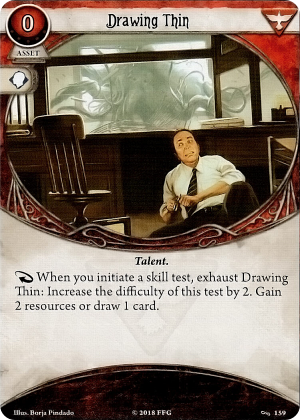 Drawing Thin
0
ASSET
Talent.
When you initiate a skill test, exhaust Drawing
Thin: Increase the difficulty of this test by 2. Gain
2 resources or draw 1 card.
Illus. Borja Pindado
© 2018 FFG
159